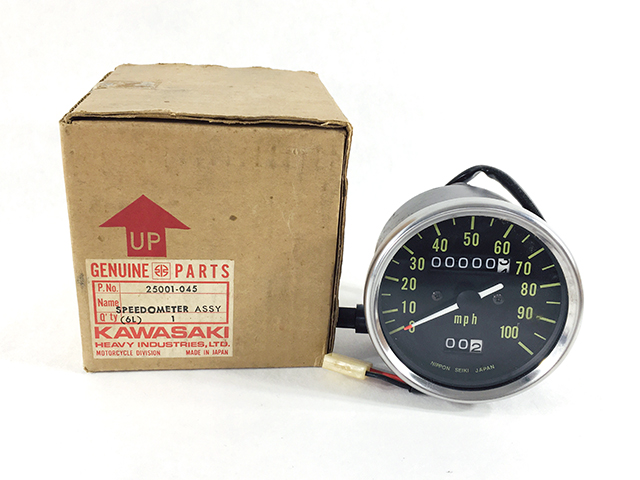 UP
GENUINE PARTS
P.No. 25001-045
Name SPEEDOMETER ASSY
Q'ty (6L) 1
KAWASAKI
HEAVY INDUSTRIES, LTD.
MOTORCYCLE DIVISION MADE IN JAPAN
0
10
20
30
40
50
60
70
80
90
100
00000
mph
002
NIPPON SEIKI JAPAN